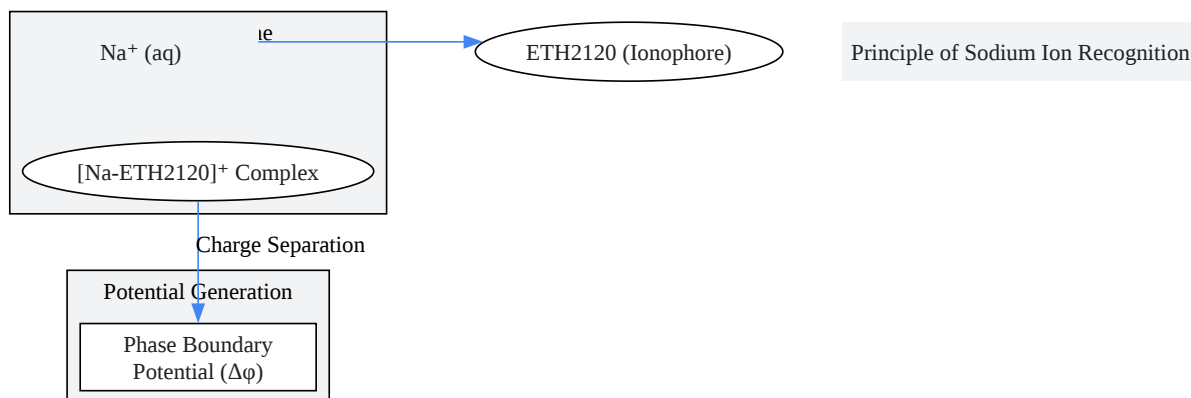 Na⁺ (aq)
ETH2120 (Ionophore)
Principle of Sodium Ion Recognition
[Na-ETH2120]⁺ Complex
Charge Separation
Potential Generation
Phase Boundary
Potential (Δφ)